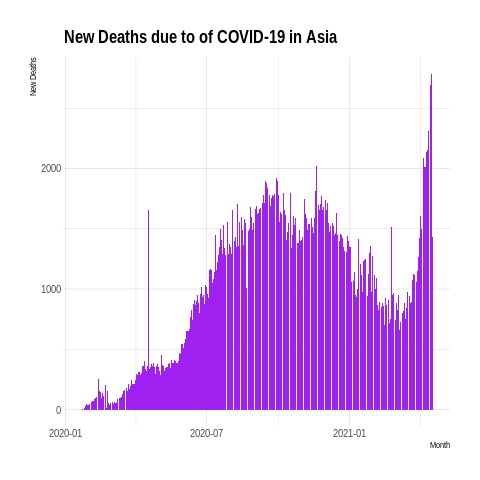 New Deaths due to of COVID-19 in Asia
New Deaths
2000
1000
0
2020-01
2020-07
2021-01
Month